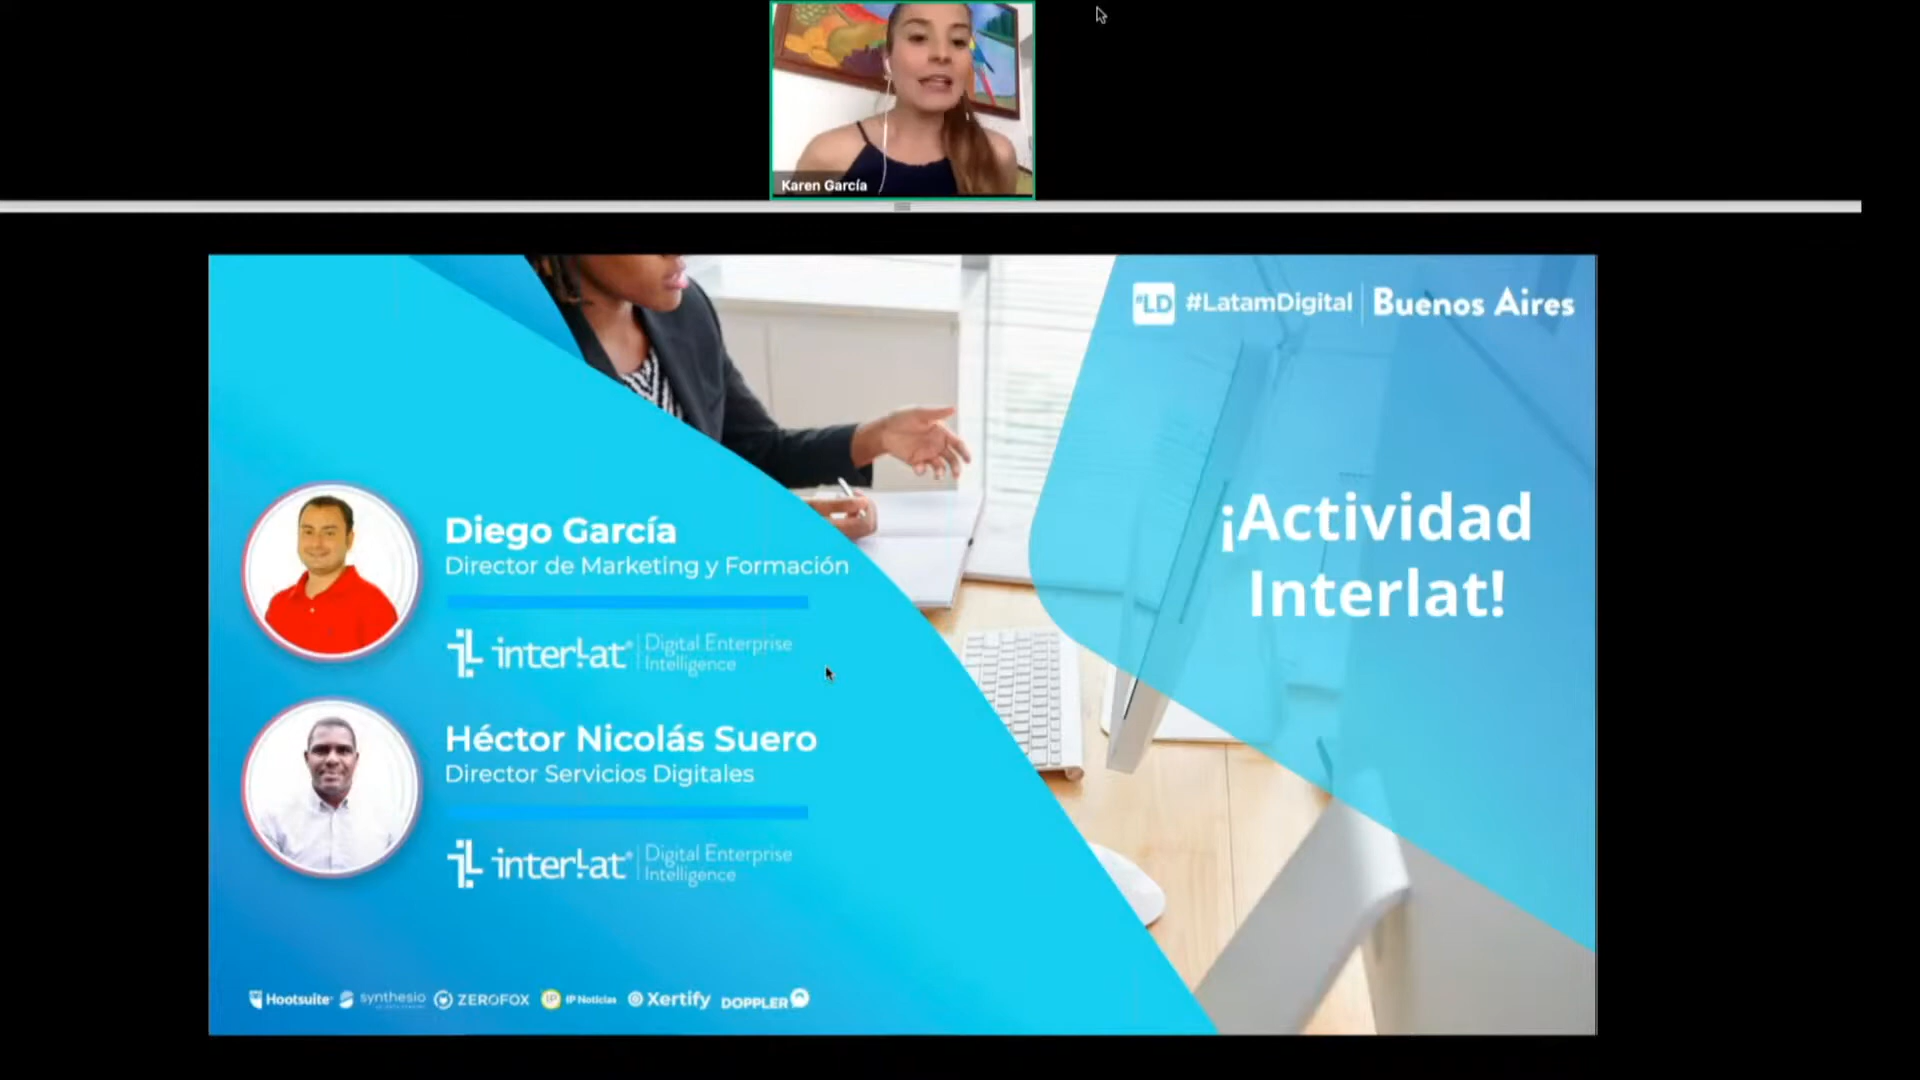 Karen García
#LD #LatamDigital Buenos Aires
¡Actividad
Interlat!
Diego García
Director de Marketing y Formación
interlat Digital Enterprise
Intelligence
Héctor Nicolás Suero
Director Servicios Digitales
interlat Digital Enterprise
Intelligence
Hootsuite synthesio ZEROFOX IP IP Noticias Xertify DOPPLER